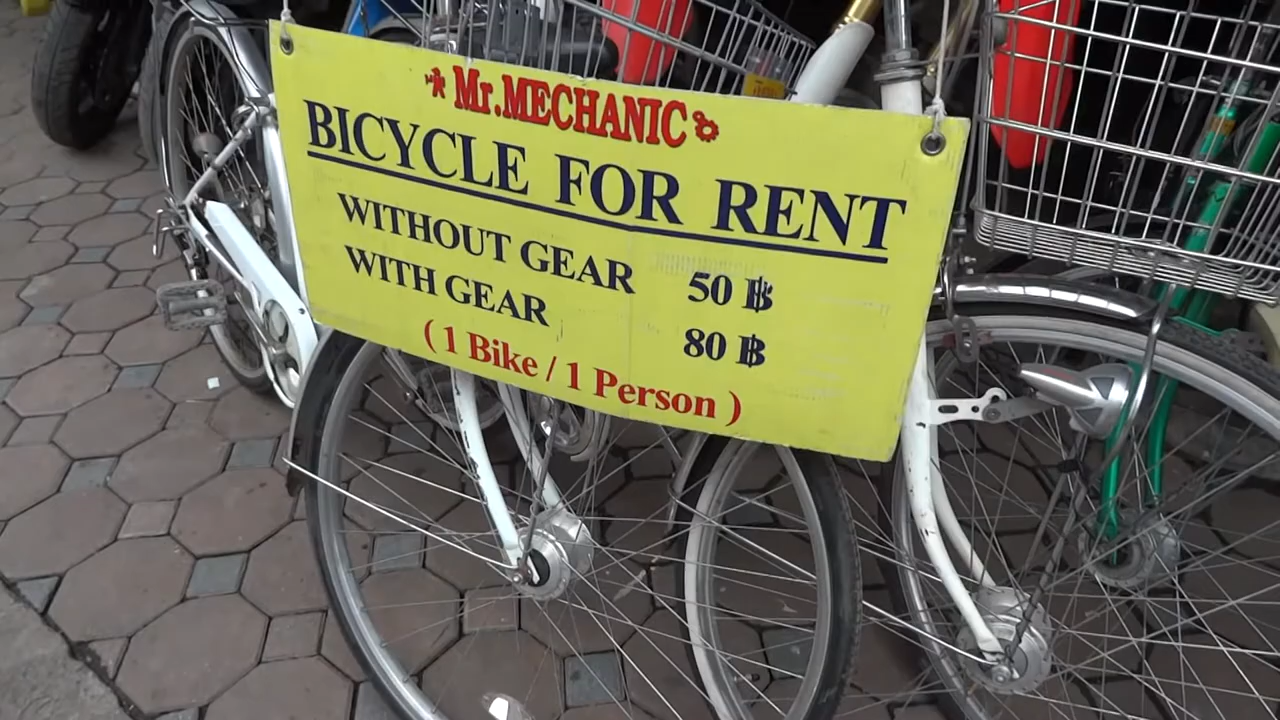 Mr.MECHANIC
BICYCLE FOR RENT
WITHOUT GEAR 50 ฿
WITH GEAR 80 ฿
( 1 Bike / 1 Person )